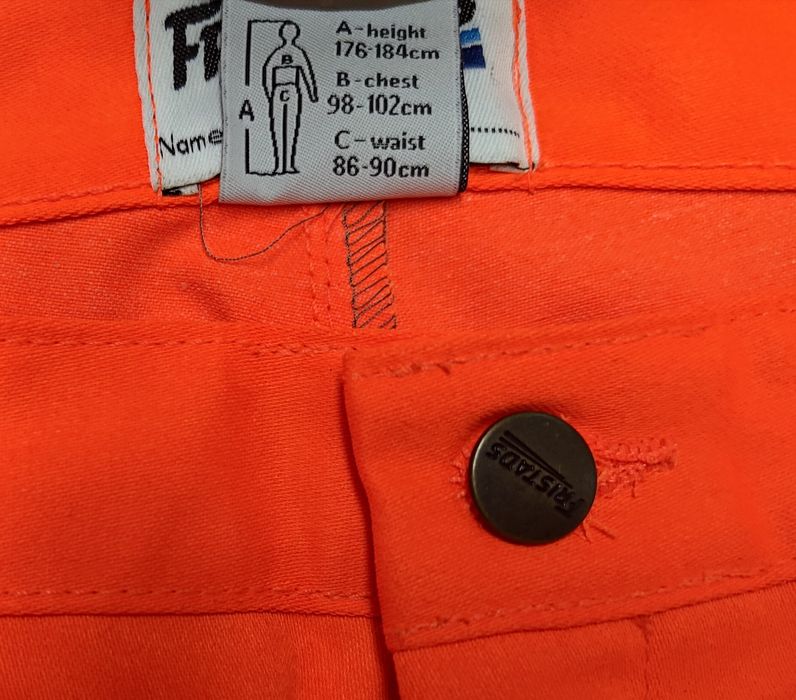 A-height
176-184cm
B-chest
98-102cm
C-waist
86-90cm
A
B
C
Name
FRISTADS